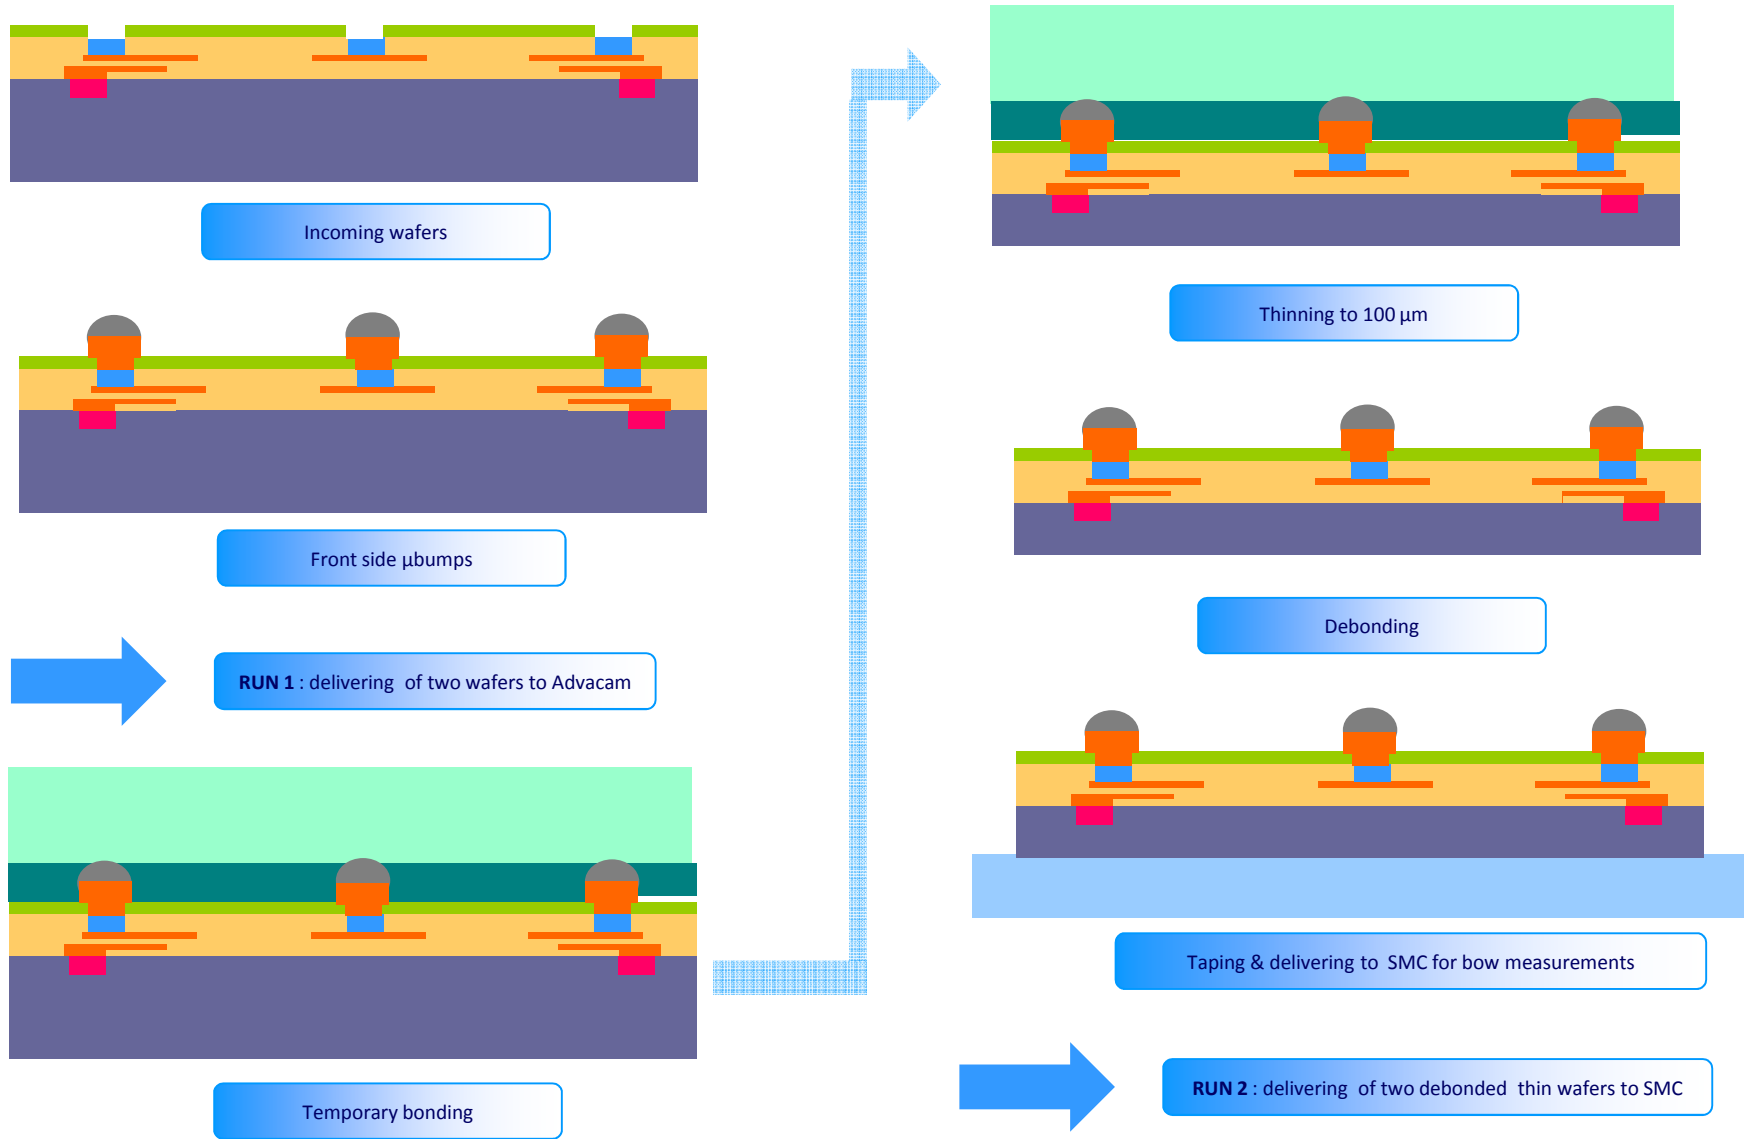 Incoming wafers
Front side µbumps
RUN 1 : delivering of two wafers to Advacam
Temporary bonding
Thinning to 100 µm
Debonding
Taping & delivering to SMC for bow measurements
RUN 2 : delivering of two debonded thin wafers to SMC